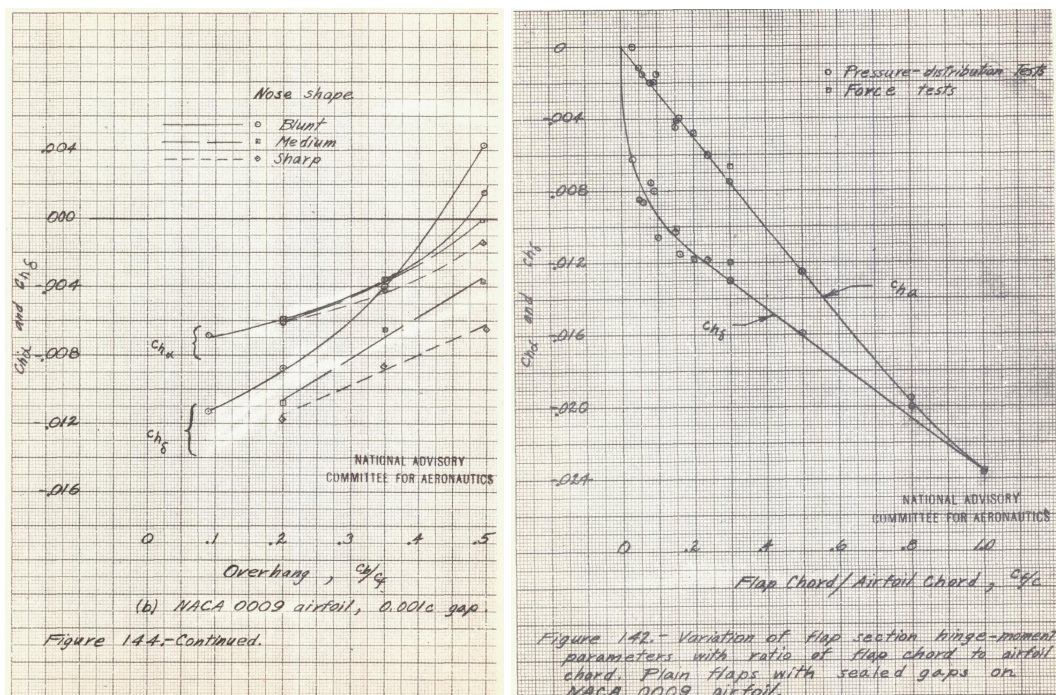 Nose shape
Blunt
Medium
Sharp
.004
.000
-.004
-.008
-.012
-.016
Chα and Chδ
Chα
Chδ
NATIONAL ADVISORY
COMMITTEE FOR AERONAUTICS
0 .1 .2 .3 .4 .5
Overhang , Cb/Cf
(b) NACA 0009 airfoil, 0.001c gap.
Figure 144.-Continued.
0
-.004
-.008
-.012
-.016
-.020
-.024
Chα and Chδ
Pressure-distribution Tests
Force tests
Chα
Chδ
NATIONAL ADVISORY
COMMITTEE FOR AERONAUTICS
0 .2 .4 .6 .8 1.0
Flap Chord/Airfoil Chord , Cf/c
Figure 142.- Variation of flap section hinge-moment
parameters with ratio of flap chord to airfoil
chord. Plain flaps with sealed gaps on
NACA 0009 airfoil.